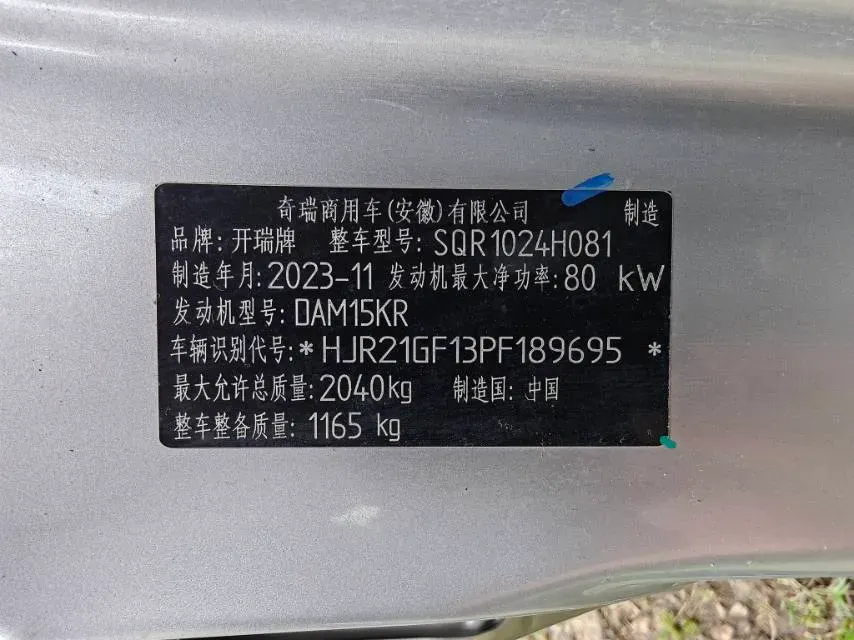 奇瑞商用车(安徽)有限公司 制造
品牌: 开瑞牌 整车型号: SQR1024H081
制造年月: 2023-11 发动机最大净功率: 80 kW
发动机型号: DAM15KR
车辆识别代号: *HJR21GF13PF189695 *
最大允许总质量: 2040kg 制造国: 中国
整车整备质量: 1165 kg